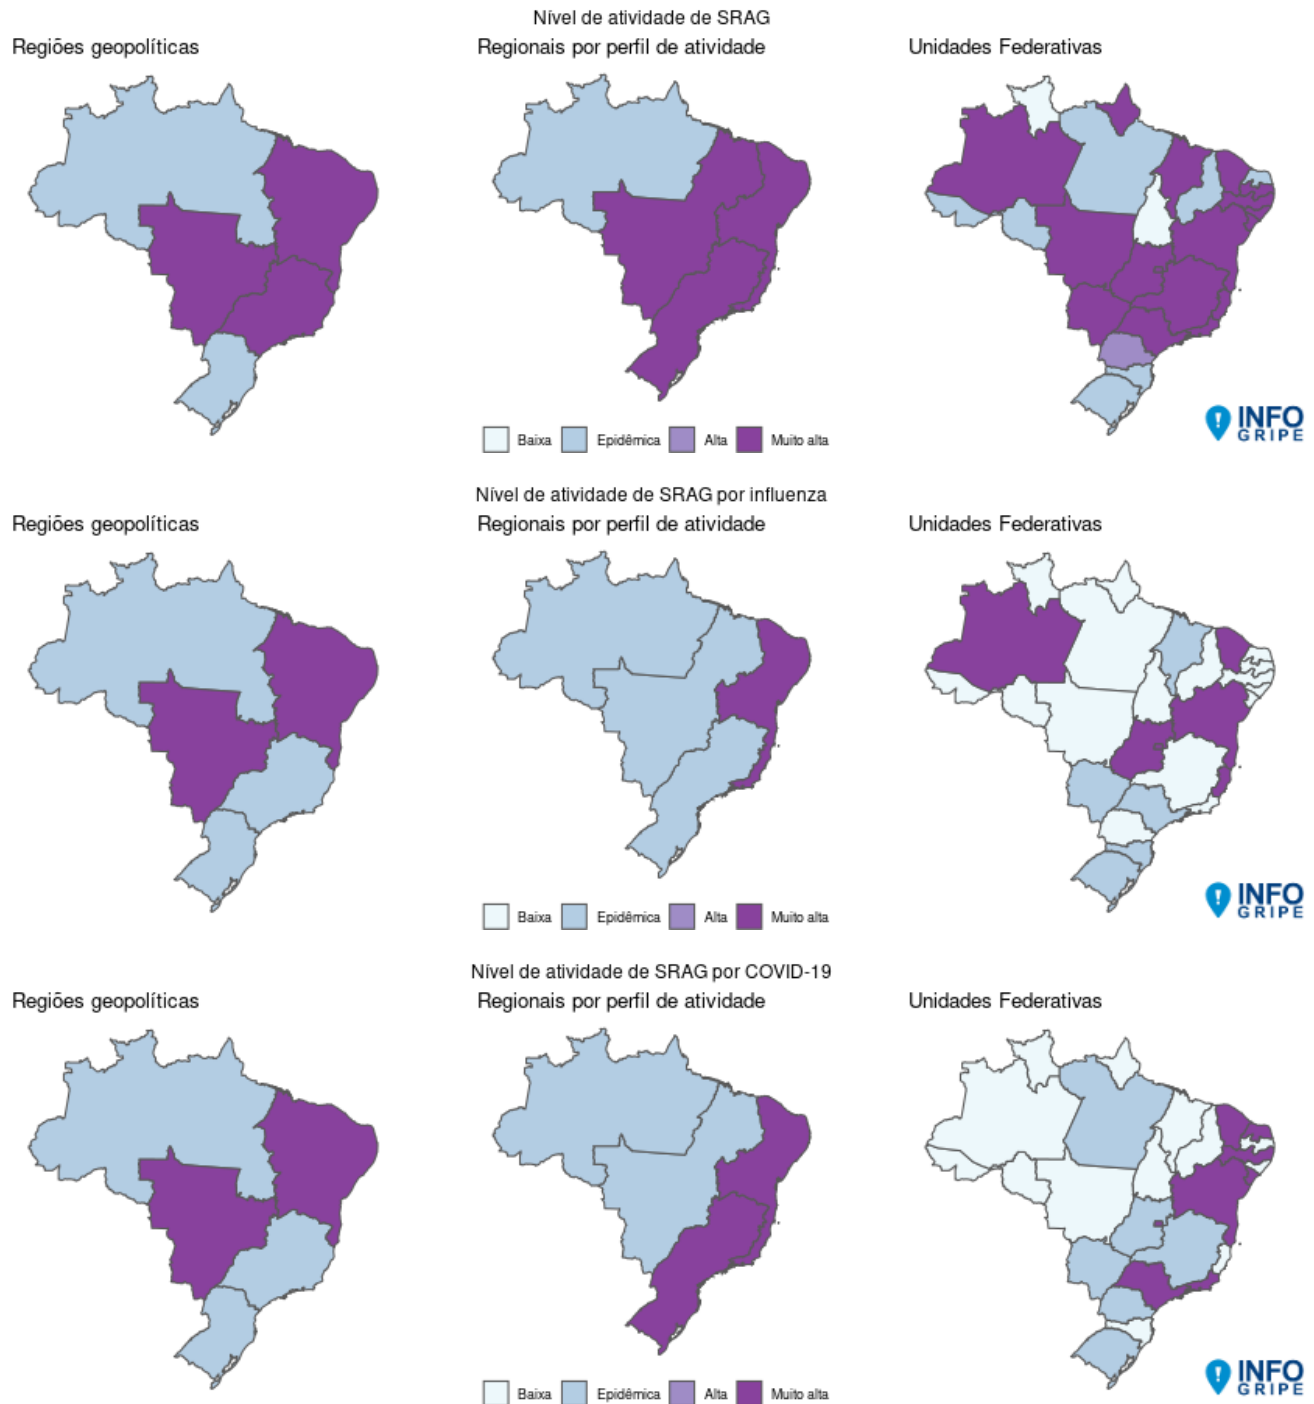 Nível de atividade de SRAG
Regiões geopolíticas
Regionais por perfil de atividade
Unidades Federativas
Baixa Epidêmica Alta Muito alta
INFO
GRIPE
Nível de atividade de SRAG por influenza
Regiões geopolíticas
Regionais por perfil de atividade
Unidades Federativas
Baixa Epidêmica Alta Muito alta
INFO
GRIPE
Nível de atividade de SRAG por COVID-19
Regiões geopolíticas
Regionais por perfil de atividade
Unidades Federativas
Baixa Epidêmica Alta Muito alta
INFO
GRIPE